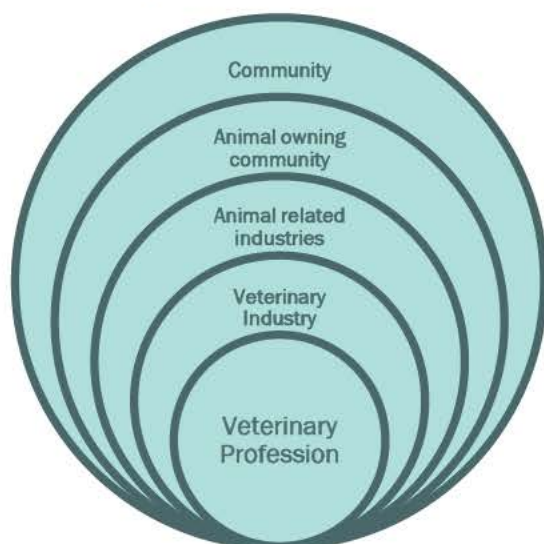 Community
Animal owning
community
Animal related
industries
Veterinary
Industry
Veterinary
Profession